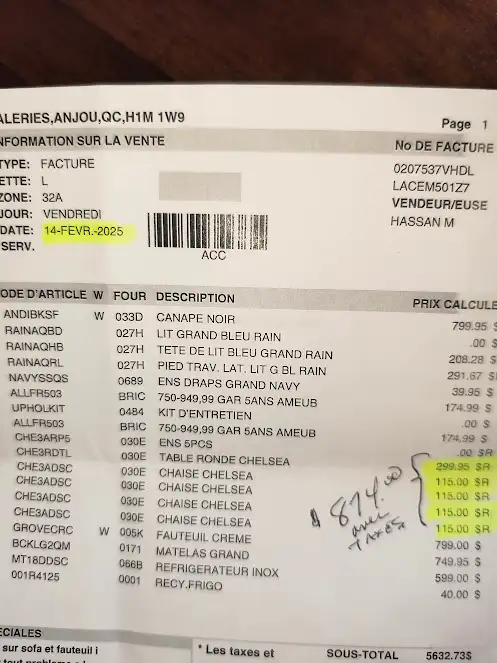 ALERIES,ANJOU,QC,H1M 1W9
Page 1
NFORMATION SUR LA VENTE
No DE FACTURE
TYPE: FACTURE
0207537VHDL
ETTE: L
LACEM501Z7
ZONE: 32A
VENDEUR/EUSE
JOUR: VENDREDI
HASSAN M
DATE: 14-FEVR.-2025
SERV.
ACC
ODE D'ARTICLE W FOUR DESCRIPTION PRIX CALCULE
ANDIBKSF W 033D CANAPE NOIR 799.95 $
RAINAQBD 027H LIT GRAND BLEU RAIN .00 $
RAINAQHB 027H TETE DE LIT BLEU GRAND RAIN 208.28 $
RAINAQRL 027H PIED TRAV. LAT. LIT G BL RAIN 291.67 $
NAVYSSQS 0689 ENS DRAPS GRAND NAVY 39.95 $
ALLFR503 BRIC 750-949,99 GAR 5ANS AMEUB 174.99 $
UPHOLKIT 0484 KIT D'ENTRETIEN .00 $
ALLFR503 BRIC 750-949,99 GAR 5ANS AMEUB 174.99 $
CHE3ARP5 030E ENS 5PCS .00 $R
CHE3RDTL 030E TABLE RONDE CHELSEA 299.95 $R
CHE3ADSC 030E CHAISE CHELSEA 115.00 $R
CHE3ADSC 030E CHAISE CHELSEA 115.00 $R
CHE3ADSC 030E CHAISE CHELSEA 115.00 $R
CHE3ADSC 030E CHAISE CHELSEA 115.00 $R
GROVECRC W 005K FAUTEUIL CREME 799.00 $
BCKLG2QM 0171 MATELAS GRAND 749.95 $
MT18DDSC 066B REFRIGERATEUR INOX 599.00 $
001R4125 0001 RECY.FRIGO 40.00 $
$ 874.00
avec
TAXES
ECIALES
sur sofa et fauteuil i
* Les taxes et
SOUS-TOTAL 5632.73$